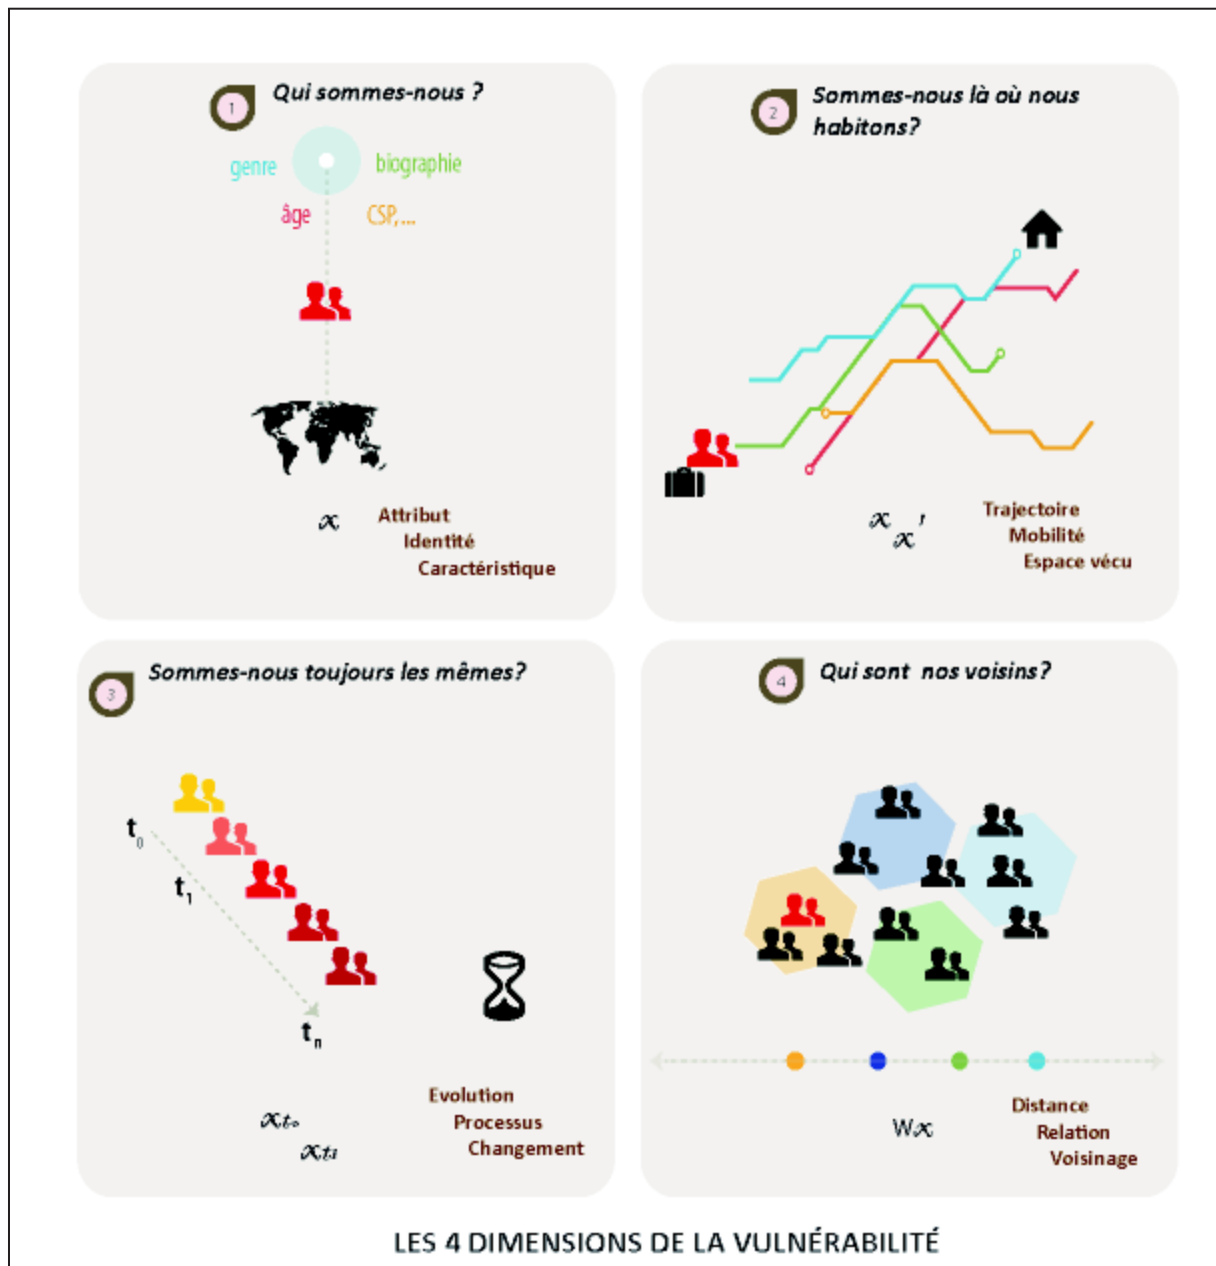 1
Qui sommes-nous ?
genre
biographie
âge
CSP,...
x
Attribut
Identité
Caractéristique
2
Sommes-nous là où nous
habitons?
x
x'
Trajectoire
Mobilité
Espace vécu
3
Sommes-nous toujours les mêmes?
t0
t1
tn
xt0
xt1
Evolution
Processus
Changement
4
Qui sont nos voisins?
Wx
Distance
Relation
Voisinage
LES 4 DIMENSIONS DE LA VULNÉRABILITÉ